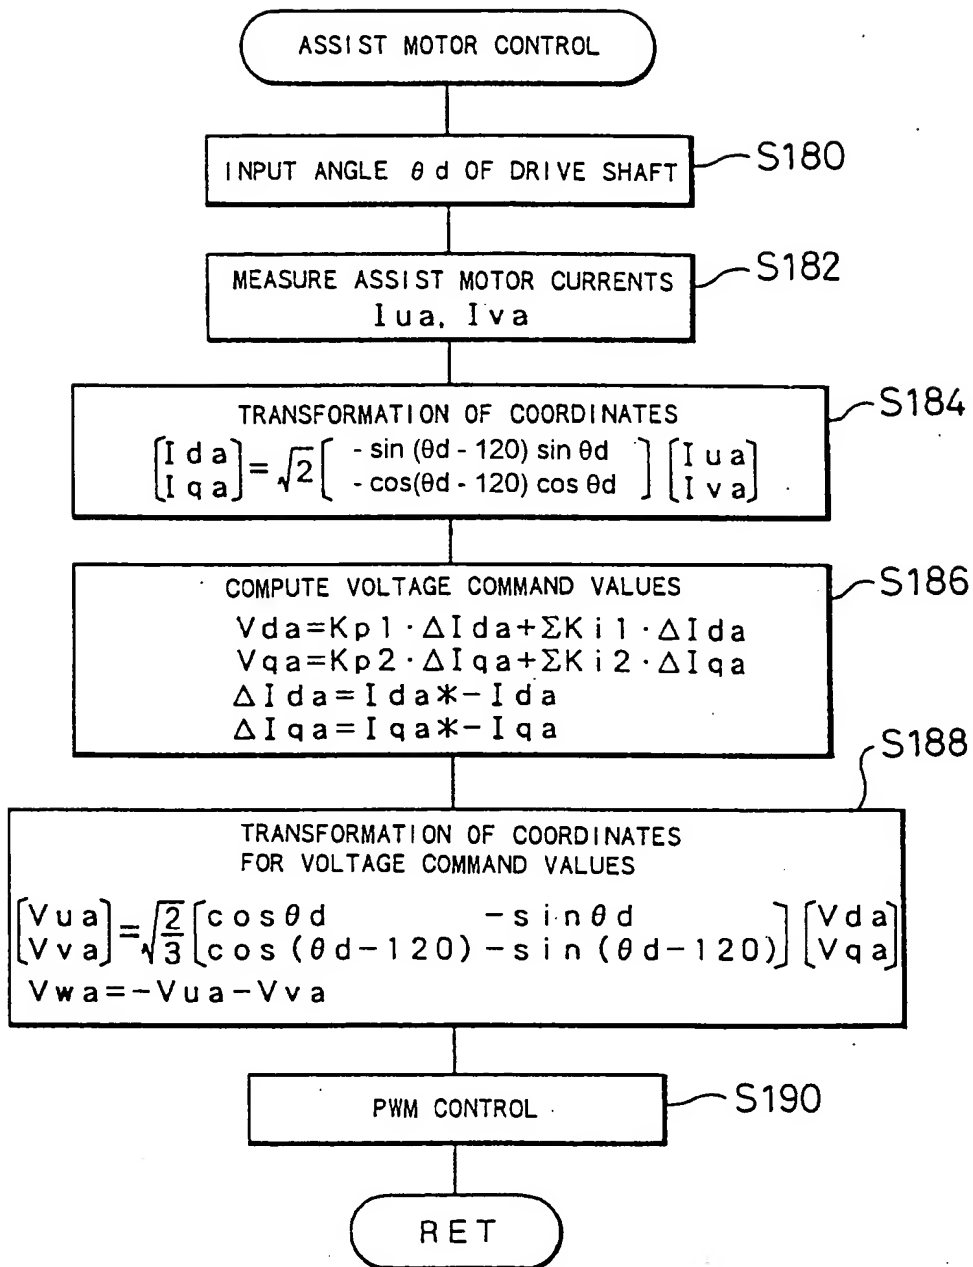 ASSIST MOTOR CONTROL
INPUT ANGLE θd OF DRIVE SHAFT
S180
MEASURE ASSIST MOTOR CURRENTS
Iua, Iva
S182
TRANSFORMATION OF COORDINATES
S184
[Ida] = √2 [ - sin (θd - 120) sin θd ] [Iua]
[Iqa] [ - cos(θd - 120) cos θd ] [Iva]
COMPUTE VOLTAGE COMMAND VALUES
S186
Vda=Kp1·ΔIda+ΣKi1·ΔIda
Vqa=Kp2·ΔIqa+ΣKi2·ΔIqa
ΔIda=Ida*-Ida
ΔIqa=Iqa*-Iqa
S188
TRANSFORMATION OF COORDINATES
FOR VOLTAGE COMMAND VALUES
[Vua] = √2/3 [cosθd -sinθd] [Vda]
[Vva] [cos(θd-120) -sin(θd-120)] [Vqa]
Vwa=-Vua-Vva
PWM CONTROL
S190
RET